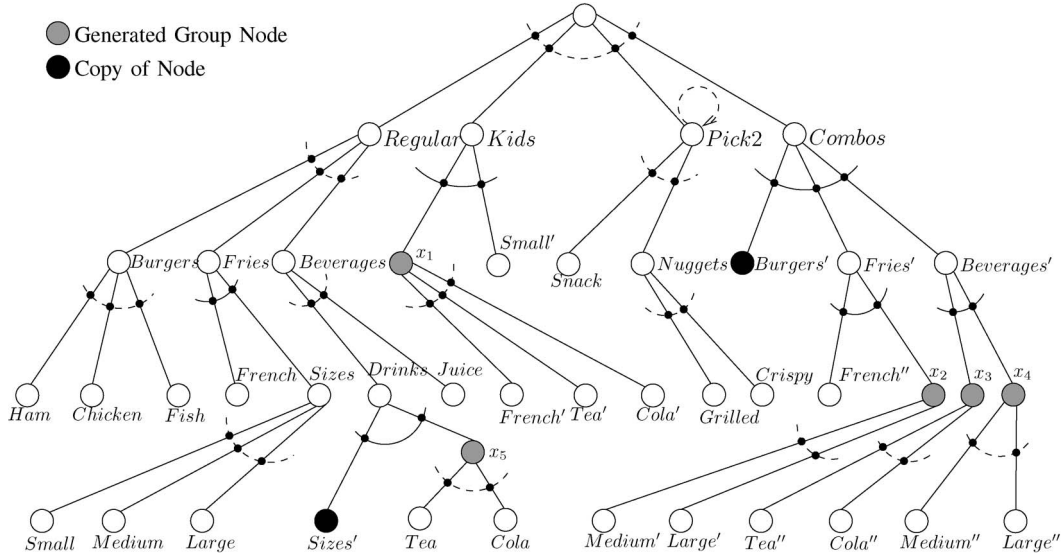 Generated Group Node
Copy of Node
Regular Kids Pick2 Combos
Burgers Fries Beverages x₁ Small′ Snack Nuggets Burgers′ Fries′ Beverages′
Ham Chicken Fish French Sizes Drinks Juice French′ Tea′ Cola′ Grilled Crispy French′′ x₂ x₃ x₄
x₅
Small Medium Large Sizes′ Tea Cola Medium′ Large′ Tea′′ Cola′′ Medium′′ Large′′